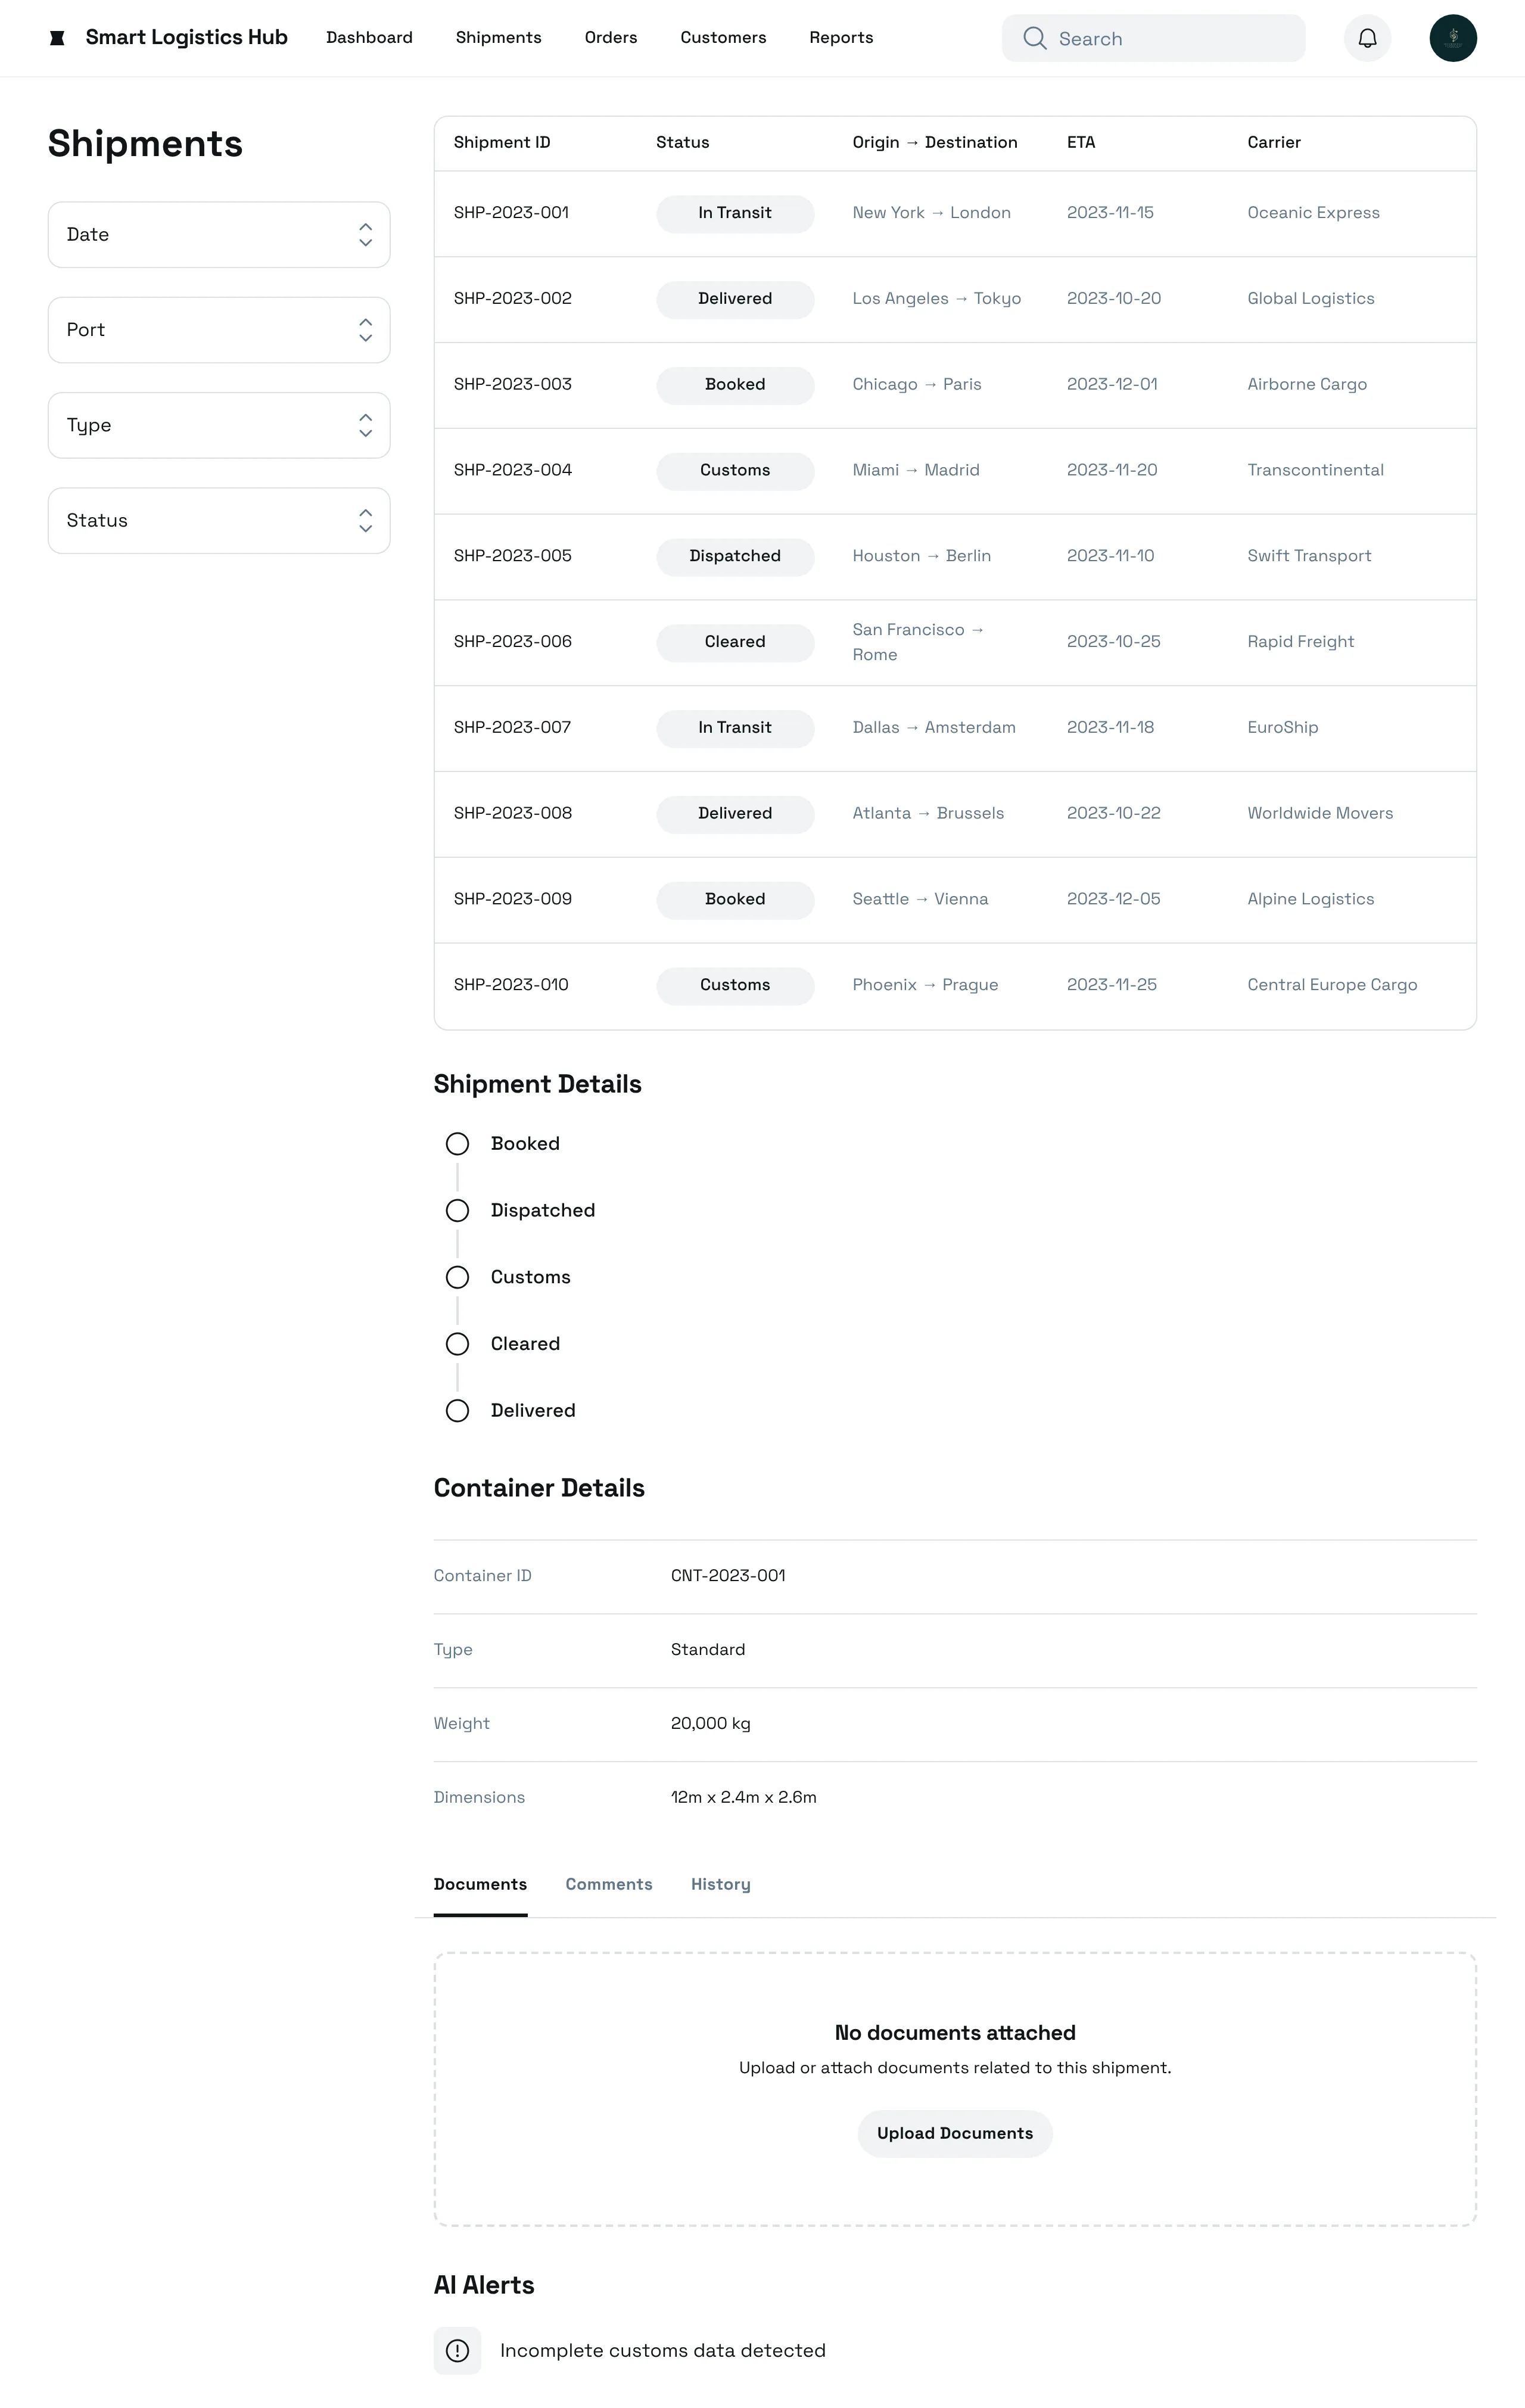 Smart Logistics Hub Dashboard Shipments Orders Customers Reports Search
Shipments
Date
Port
Type
Status
Shipment ID Status Origin → Destination ETA Carrier
SHP-2023-001 In Transit New York → London 2023-11-15 Oceanic Express
SHP-2023-002 Delivered Los Angeles → Tokyo 2023-10-20 Global Logistics
SHP-2023-003 Booked Chicago → Paris 2023-12-01 Airborne Cargo
SHP-2023-004 Customs Miami → Madrid 2023-11-20 Transcontinental
SHP-2023-005 Dispatched Houston → Berlin 2023-11-10 Swift Transport
SHP-2023-006 Cleared San Francisco → Rome 2023-10-25 Rapid Freight
SHP-2023-007 In Transit Dallas → Amsterdam 2023-11-18 EuroShip
SHP-2023-008 Delivered Atlanta → Brussels 2023-10-22 Worldwide Movers
SHP-2023-009 Booked Seattle → Vienna 2023-12-05 Alpine Logistics
SHP-2023-010 Customs Phoenix → Prague 2023-11-25 Central Europe Cargo
Shipment Details
Booked
Dispatched
Customs
Cleared
Delivered
Container Details
Container ID CNT-2023-001
Type Standard
Weight 20,000 kg
Dimensions 12m x 2.4m x 2.6m
Documents Comments History
No documents attached
Upload or attach documents related to this shipment.
Upload Documents
AI Alerts
Incomplete customs data detected